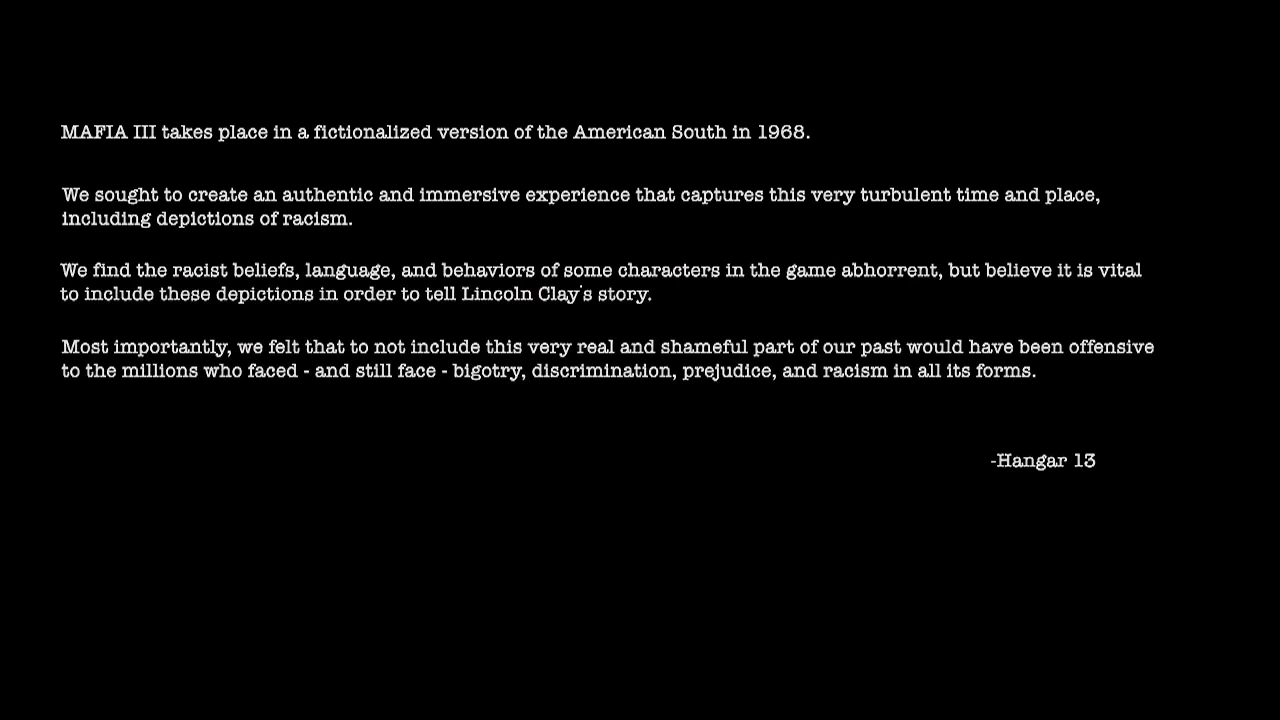 MAFIA III takes place in a fictionalized version of the American South in 1968.
We sought to create an authentic and immersive experience that captures this very turbulent time and place,
including depictions of racism.
We find the racist beliefs, language, and behaviors of some characters in the game abhorrent, but believe it is vital
to include these depictions in order to tell Lincoln Clay's story.
Most importantly, we felt that to not include this very real and shameful part of our past would have been offensive
to the millions who faced - and still face - bigotry, discrimination, prejudice, and racism in all its forms.
-Hangar 13